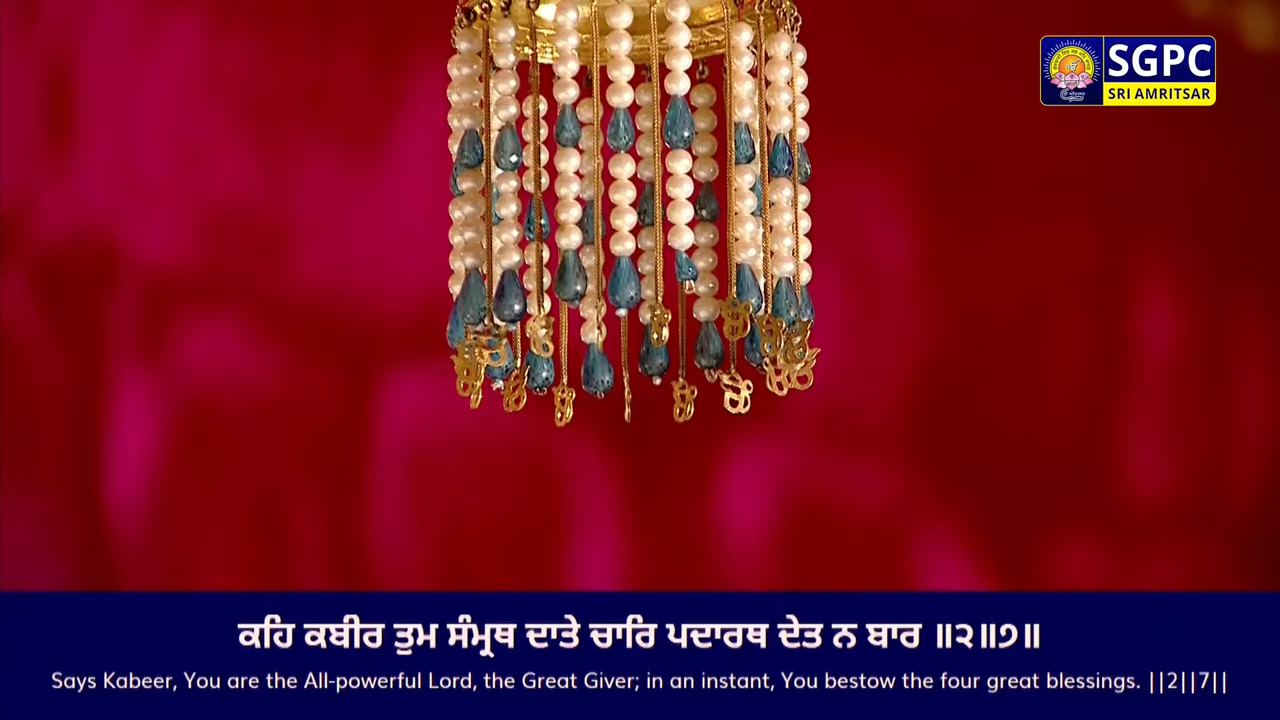 SGPC
SRI AMRITSAR
ਕਹਿ ਕਬੀਰ ਤੁਮ ਸੰਮ੍ਰਥ ਦਾਤੇ ਚਾਰਿ ਪਦਾਰਥ ਦੇਤ ਨ ਬਾਰ ॥੨॥੭॥
Says Kabeer, You are the All-powerful Lord, the Great Giver; in an instant, You bestow the four great blessings. ||2||7||